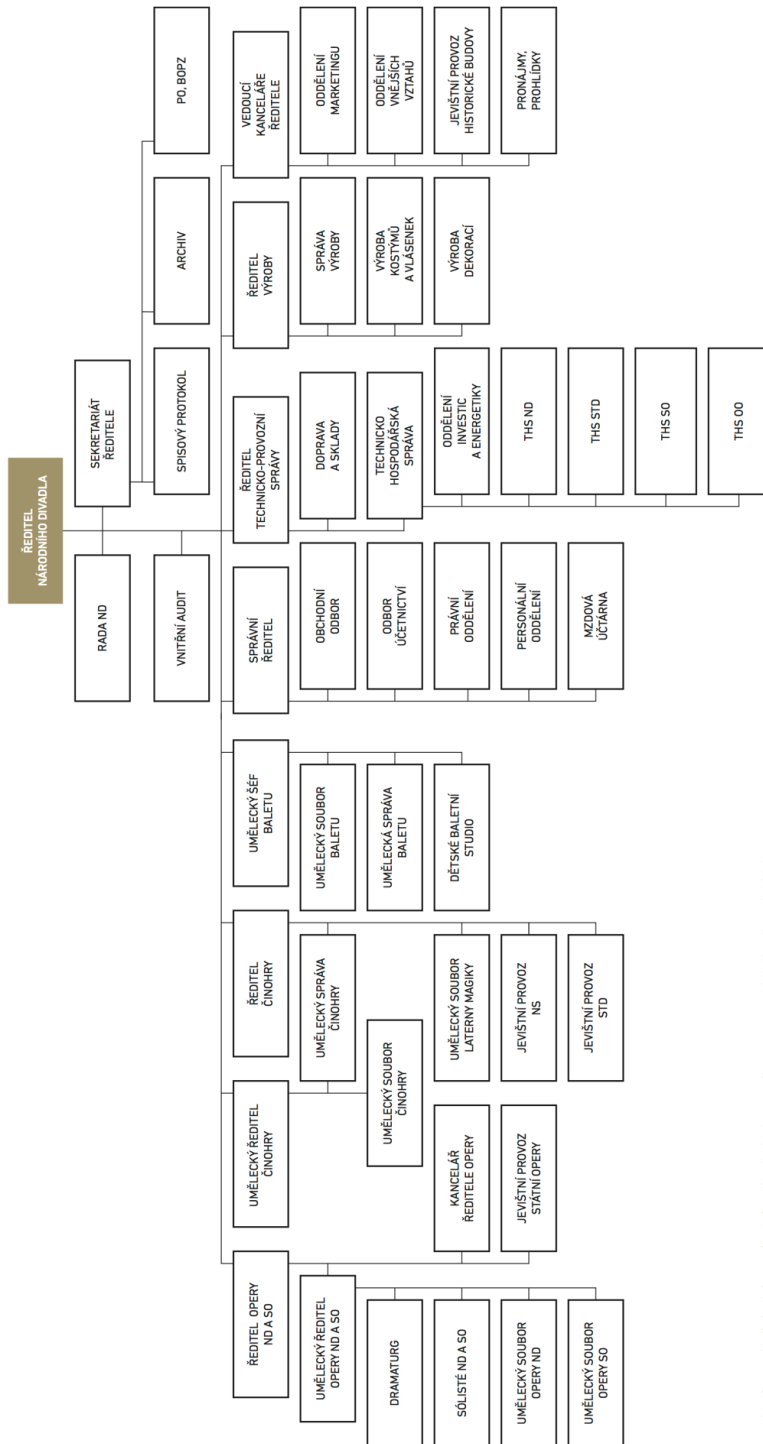 ŘEDITEL
NÁRODNÍHO DIVADLA
RADA ND
SEKRETARIÁT
ŘEDITELE
VNITŘNÍ AUDIT
SPISOVÝ PROTOKOL
ARCHIV
PO, BOPZ
ŘEDITEL OPERY
ND A SO
UMĚLECKÝ ŘEDITEL
ČINOHRY
ŘEDITEL
ČINOHRY
UMĚLECKÝ ŠÉF
BALETU
SPRÁVNÍ
ŘEDITEL
ŘEDITEL
TECHNICKO-PROVOZNÍ
SPRÁVY
ŘEDITEL
VÝROBY
VEDOUCÍ
KANCELÁŘE
ŘEDITELE
UMĚLECKÝ ŘEDITEL
OPERY ND A SO
DRAMATURG
SÓLISTÉ ND A SO
UMĚLECKÝ SOUBOR
OPERY ND
UMĚLECKÝ SOUBOR
OPERY SO
KANCELÁŘ
ŘEDITELE OPERY
JEVIŠTNÍ PROVOZ
STÁTNÍ OPERY
UMĚLECKÝ SPRÁVA
ČINOHRY
UMĚLECKÝ SOUBOR
ČINOHRY
UMĚLECKÝ SOUBOR
LATERNY MAGIKY
JEVIŠTNÍ PROVOZ
NS
JEVIŠTNÍ PROVOZ
STD
UMĚLECKÝ SOUBOR
BALETU
UMĚLECKÁ SPRÁVA
BALETU
DĚTSKÉ BALETNÍ
STUDIO
OBCHODNÍ
ODBOR
ODBOR
ÚČETNICTVÍ
PRÁVNÍ
ODDĚLENÍ
PERSONÁLNÍ
ODDĚLENÍ
MZDOVÁ
ÚČTÁRNA
DOPRAVA
A SKLADY
TECHNICKO
HOSPODÁŘSKÁ
SPRÁVA
ODDĚLENÍ
INVESTIC
A ENERGETIKY
THS ND
THS STD
THS SO
THS OO
SPRÁVA
VÝROBY
VÝROBA
KOSTÝMŮ
A VLÁSENEK
VÝROBA
DEKORACÍ
ODDĚLENÍ
MARKETINGU
ODDĚLENÍ
VNĚJŠÍCH
VZTAHŮ
JEVIŠTNÍ PROVOZ
HISTORICKÉ BUDOVY
PRONÁJMY,
PROHLÍDKY